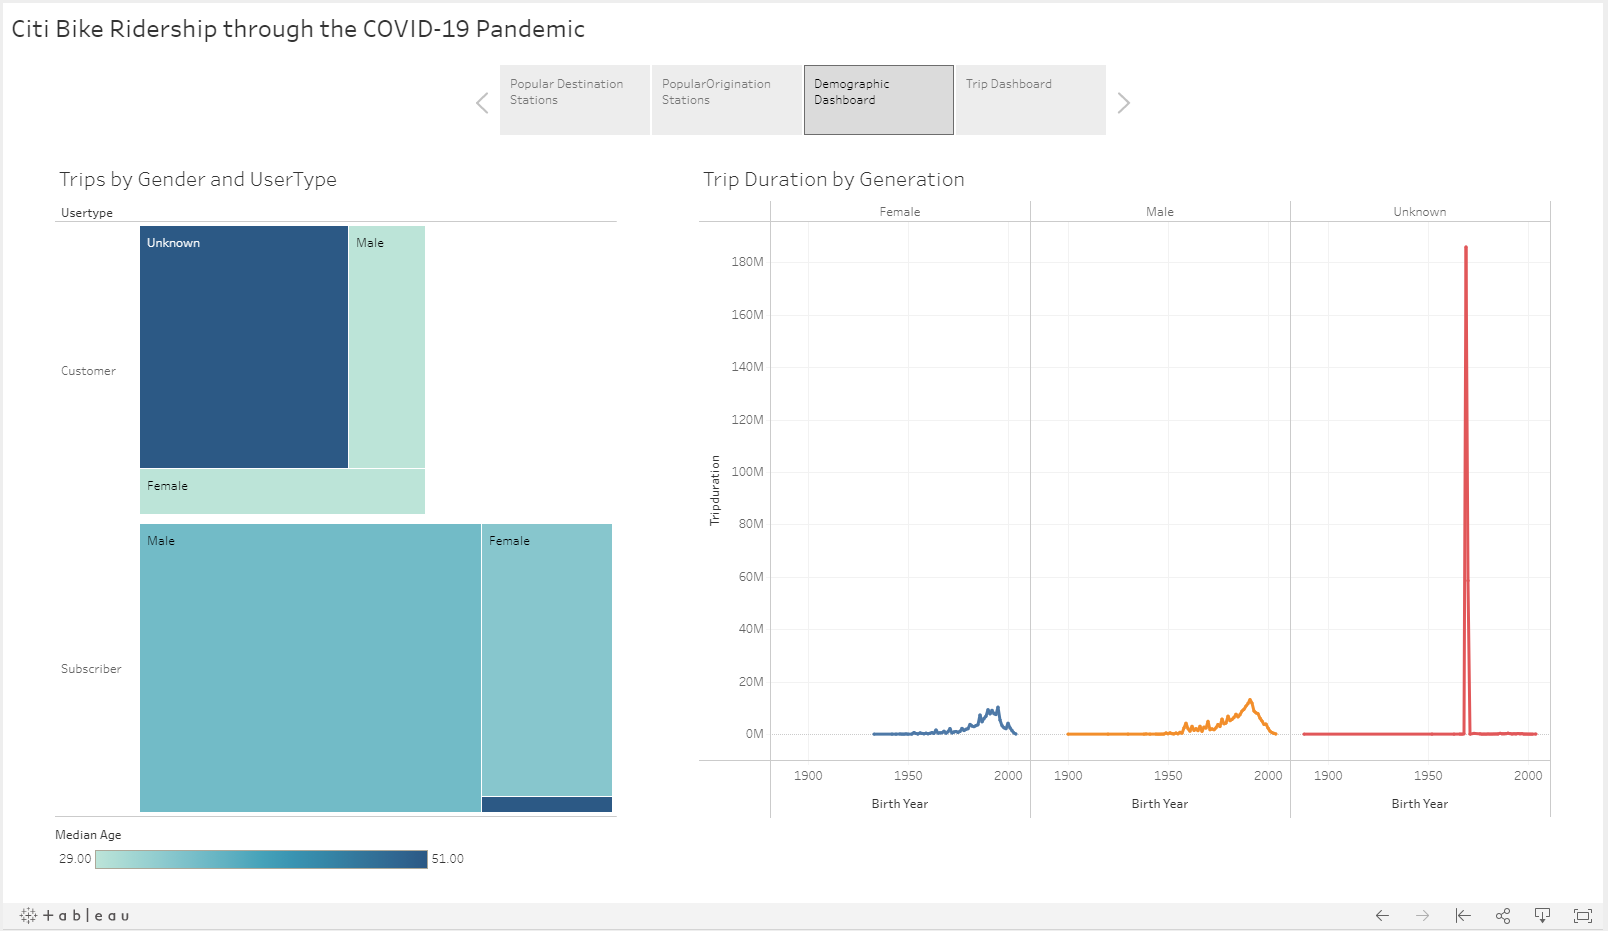 Citi Bike Ridership through the COVID-19 Pandemic
Popular Destination
Stations
PopularOrigination
Stations
Demographic
Dashboard
Trip Dashboard
Trips by Gender and UserType
Usertype
Customer
Unknown
Male
Female
Subscriber
Male
Female
Median Age
29.00
51.00
Trip Duration by Generation
Female
Male
Unknown
Tripduration
180M
160M
140M
120M
100M
80M
60M
40M
20M
0M
1900
1950
2000
1900
1950
2000
1900
1950
2000
Birth Year
Birth Year
Birth Year
+ableau